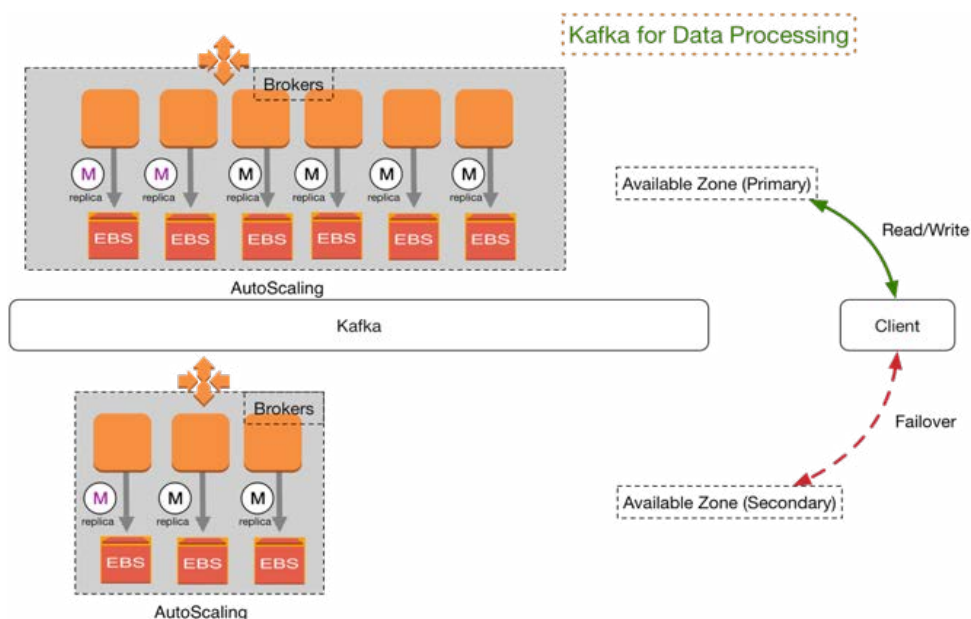 Kafka for Data Processing
Brokers
M M M M M M
replica replica replica replica replica replica
EBS EBS EBS EBS EBS EBS
AutoScaling
Available Zone (Primary)
Read/Write
Kafka
Client
Brokers
Failover
M M M
replica replica replica
Available Zone (Secondary)
EBS EBS EBS
AutoScaling